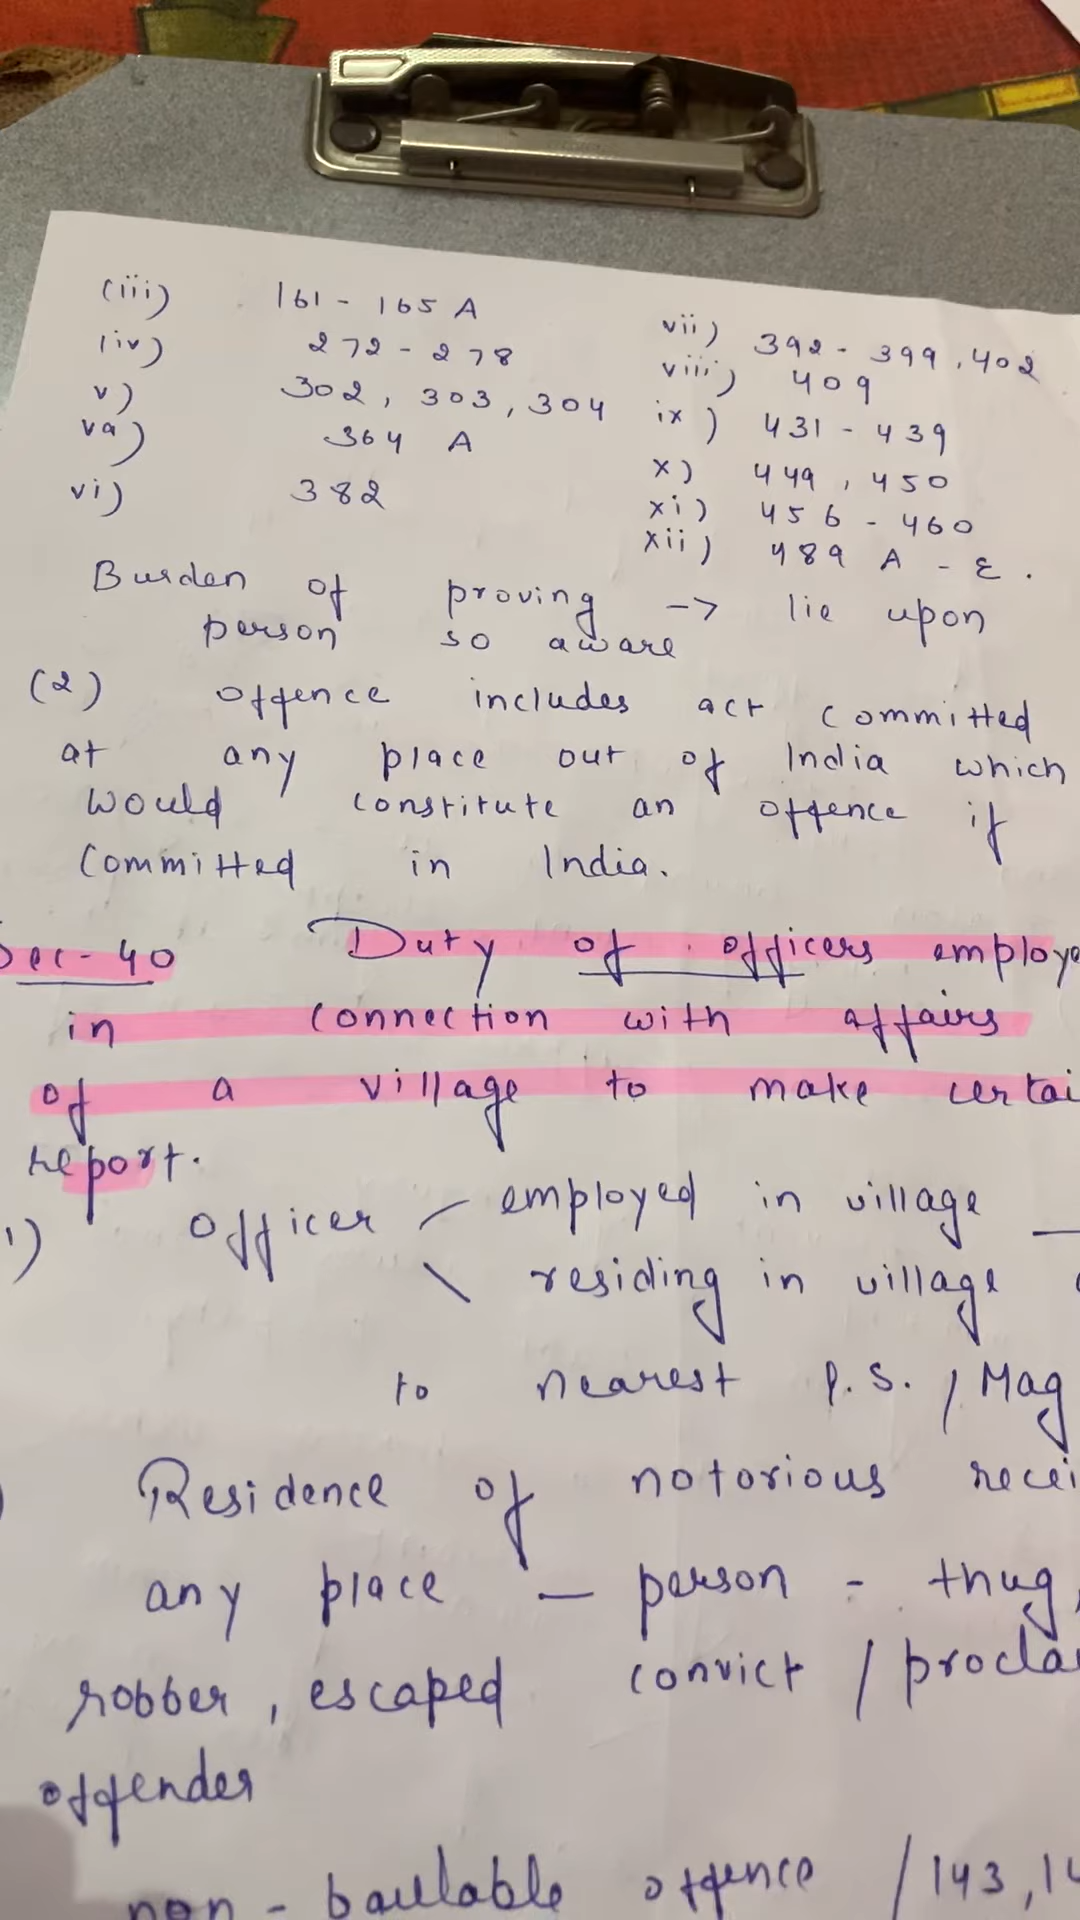 (iii) 161 - 165 A
(iv) 272 - 278
v) 302, 303, 304
va) 364 A
vi) 382
vii) 392 - 399, 402
viii) 409
ix) 431 - 439
x) 449, 450
xi) 456 - 460
xii) 489 A - E.
Burden of proving -> lie upon
person so aware
(2) offence includes act committed
at any place out of India which
would constitute an offence if
committed in India.
Sec-40 Duty of officers employe
in connection with affairs
of a village to make certai
report.
1) Officer employed in village
residing in village
to nearest P.S. / Mag
Residence of notorious recei
any place - person - thug,
robber, escaped convict / procla
offender
non-bailable offence / 143, 14